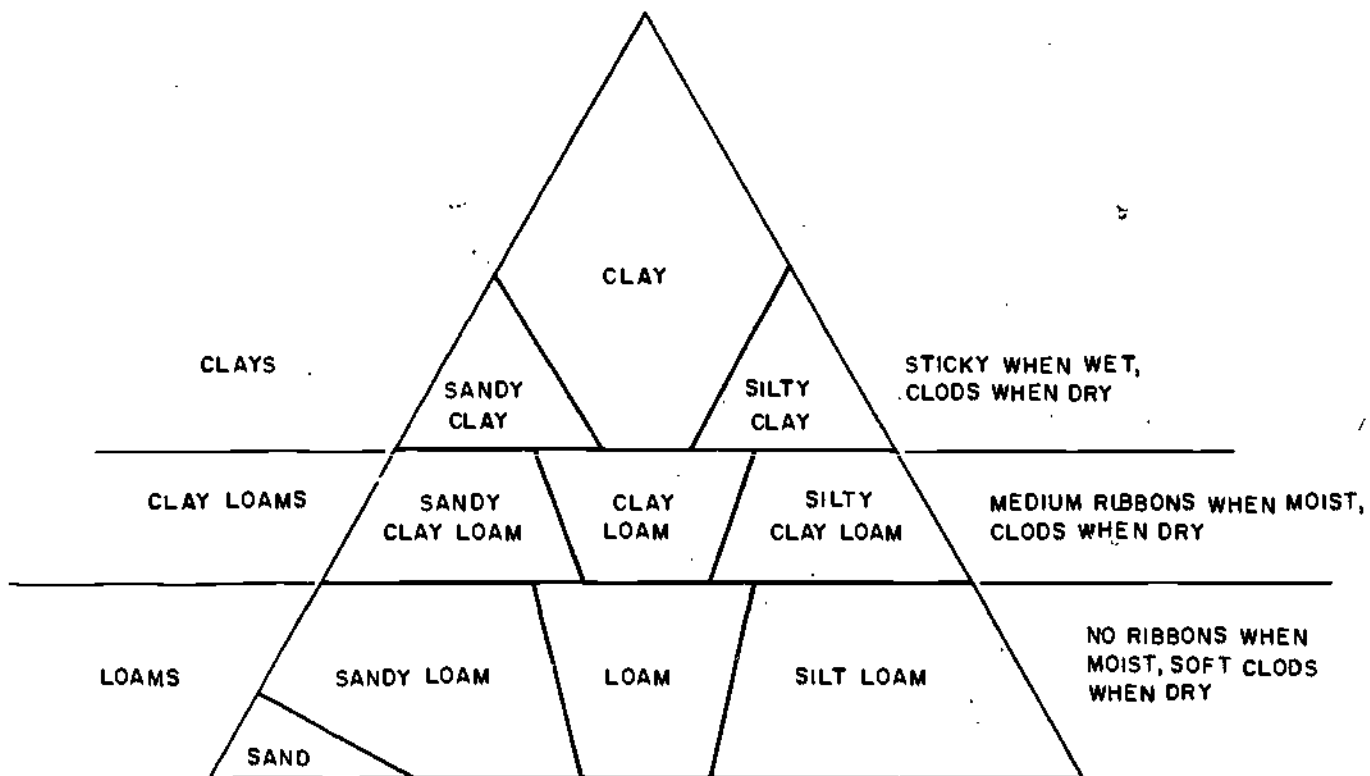 CLAY
CLAYS
SANDY
CLAY
SILTY
CLAY
STICKY WHEN WET,
CLODS WHEN DRY
CLAY LOAMS
SANDY
CLAY LOAM
CLAY
LOAM
SILTY
CLAY LOAM
MEDIUM RIBBONS WHEN MOIST,
CLODS WHEN DRY
LOAMS
SANDY LOAM
LOAM
SILT LOAM
NO RIBBONS WHEN
MOIST, SOFT CLODS
WHEN DRY
SAND